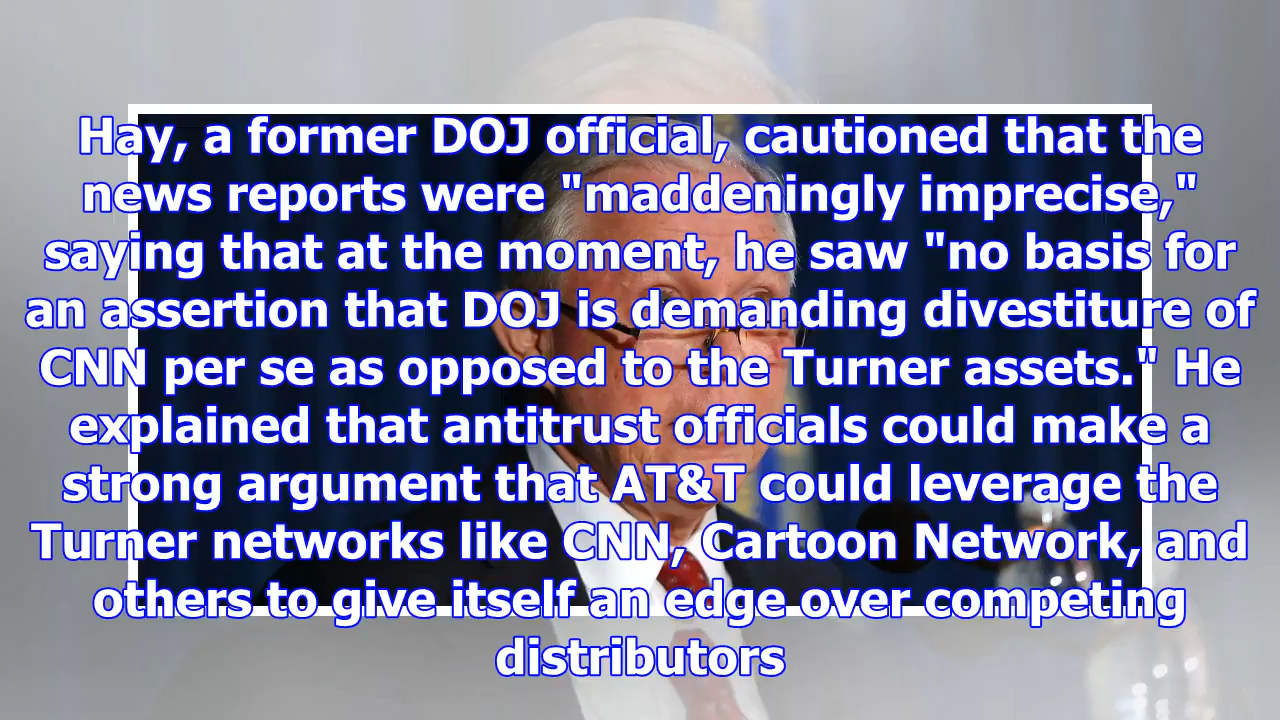 Hay, a former DOJ official, cautioned that the
news reports were "maddeningly imprecise,"
saying that at the moment, he saw "no basis for
an assertion that DOJ is demanding divestiture of
CNN per se as opposed to the Turner assets." He
explained that antitrust officials could make a
strong argument that AT&T could leverage the
Turner networks like CNN, Cartoon Network, and
others to give itself an edge over competing
distributors